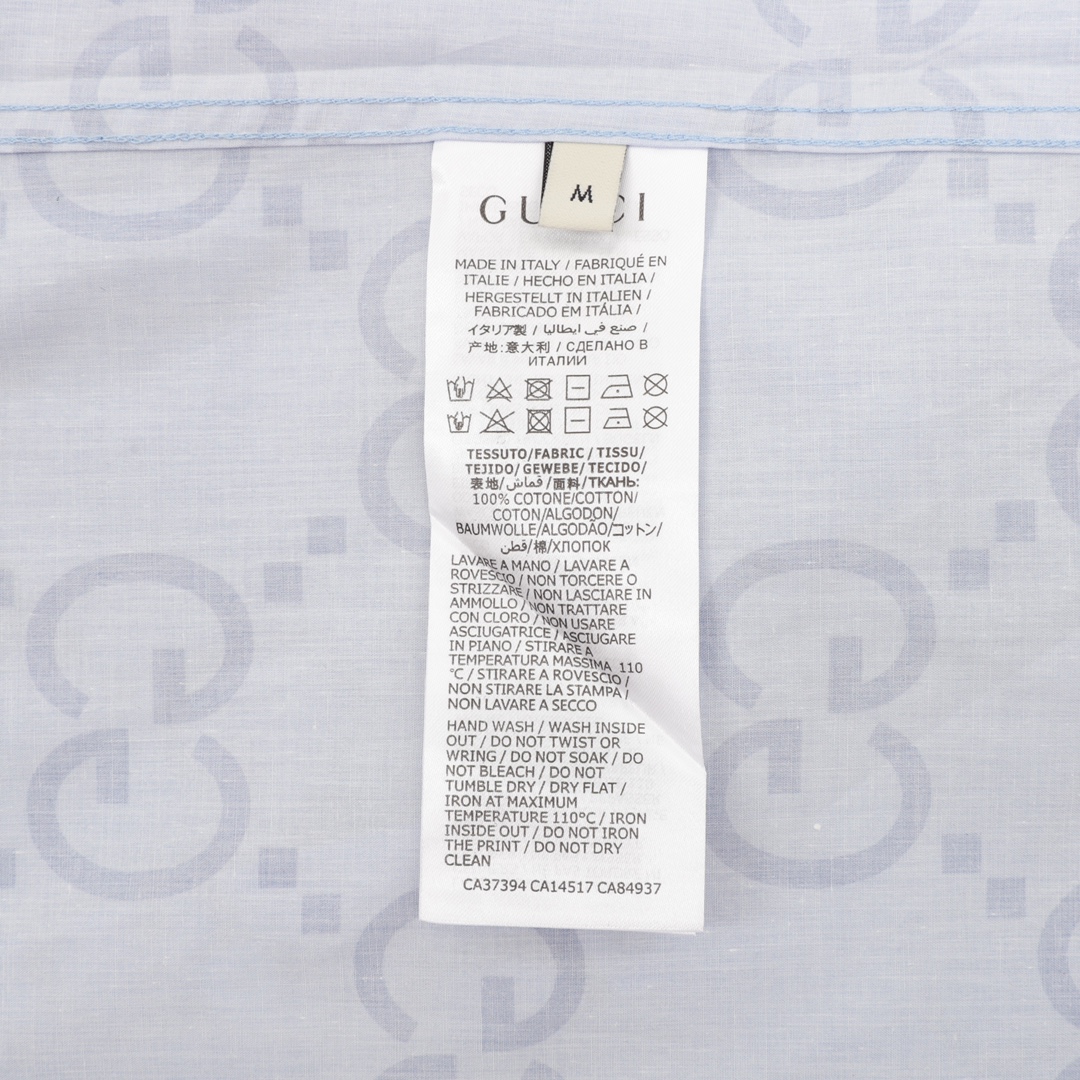 M
GUCCI
MADE IN ITALY / FABRIQUÉ EN
ITALIE / HECHO EN ITALIA /
HERGESTELLT IN ITALIEN /
FABRICADO EM ITÁLIA /
イタリア製 / صنع في ايطاليا /
产地:意大利 / СДЕЛАНО В
ИТАЛИИ
TESSUTO/FABRIC / TISSU/
TEJIDO/ GEWEBE/ TECIDO/
表地/قماش/面料/ТКАНЬ:
100% COTONE/COTTON/
COTON/ALGODON/
BAUMWOLLE/ALGODÃO/コットン/
قطن/棉/ХЛОПОК
LAVARE A MANO / LAVARE A
ROVESCIO / NON TORCERE O
STRIZZARE / NON LASCIARE IN
AMMOLLO / NON TRATTARE
CON CLORO / NON USARE
ASCIUGATRICE / ASCIUGARE
IN PIANO / STIRARE A
TEMPERATURA MASSIMA 110
°C / STIRARE A ROVESCIO /
NON STIRARE LA STAMPA /
NON LAVARE A SECCO
HAND WASH / WASH INSIDE
OUT / DO NOT TWIST OR
WRING / DO NOT SOAK / DO
NOT BLEACH / DO NOT
TUMBLE DRY / DRY FLAT /
IRON AT MAXIMUM
TEMPERATURE 110°C / IRON
INSIDE OUT / DO NOT IRON
THE PRINT / DO NOT DRY
CLEAN
CA37394 CA14517 CA84937